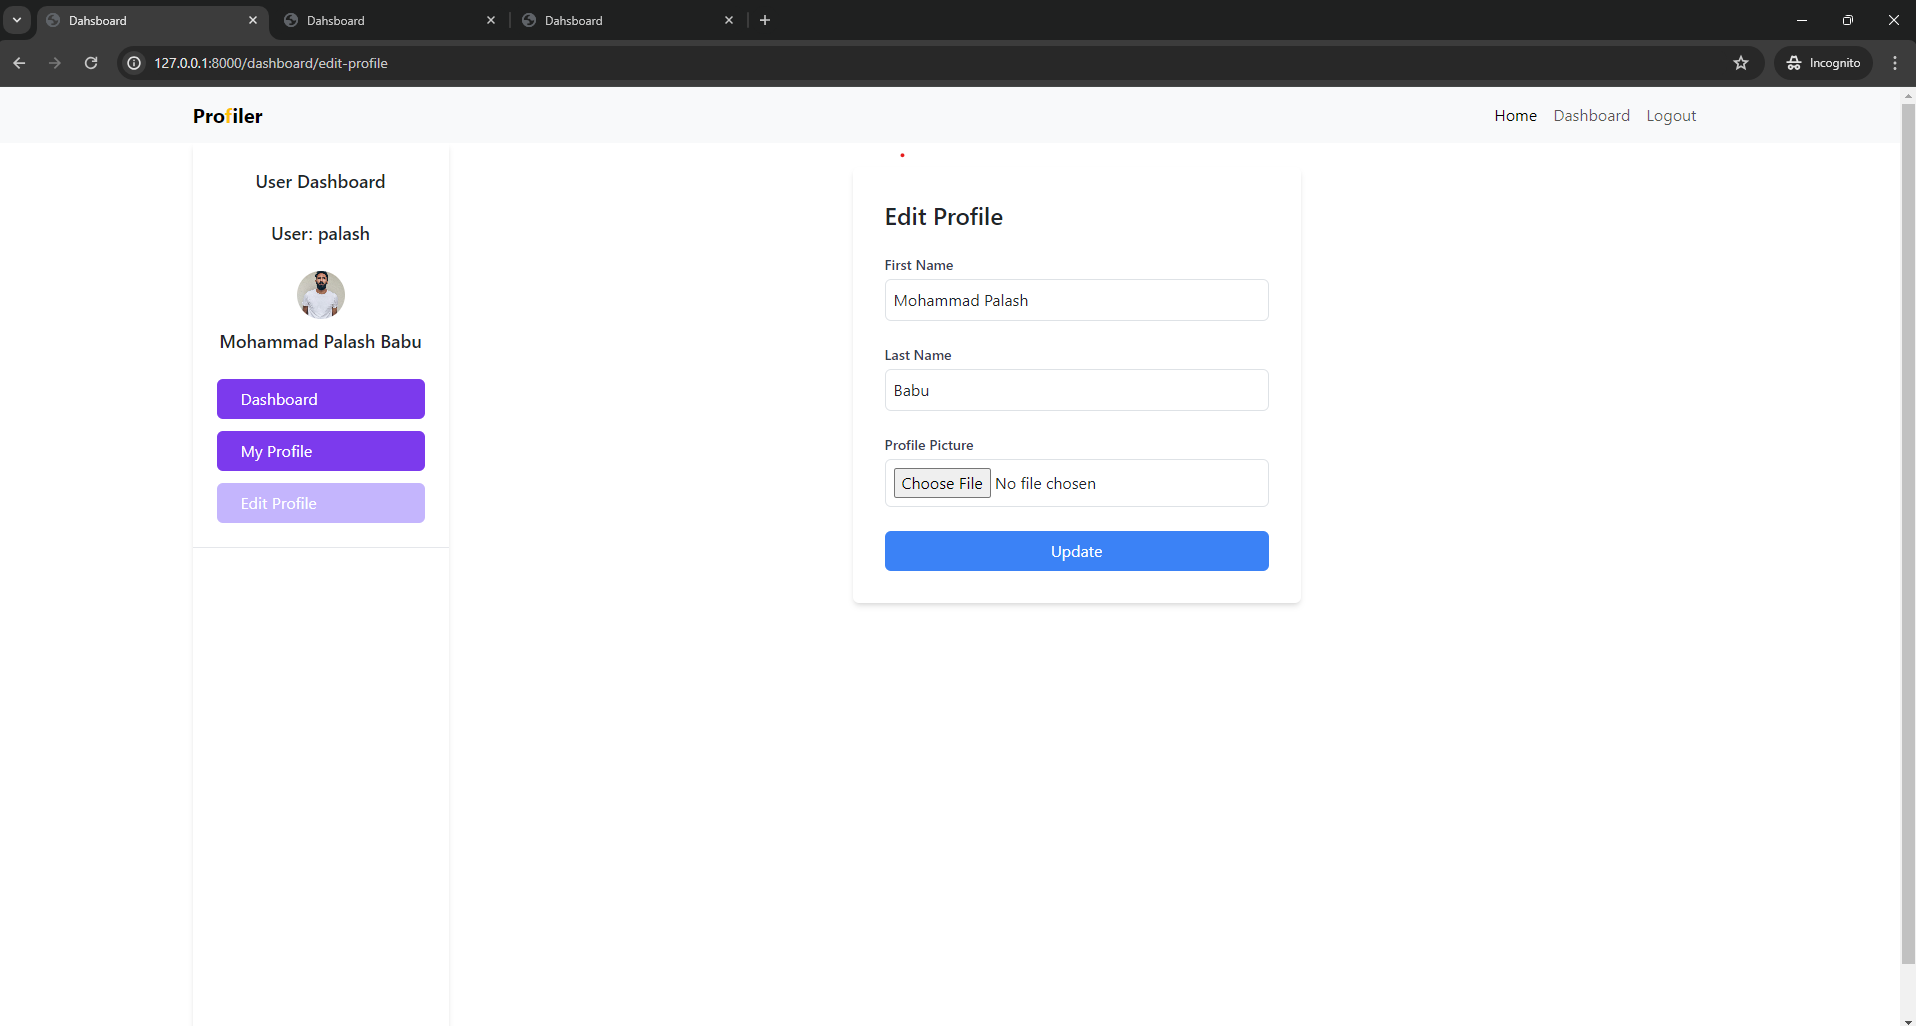 Dahsboard
Dahsboard
Dahsboard
127.0.0.1:8000/dashboard/edit-profile
Incognito
Profiler
Home Dashboard Logout
User Dashboard
User: palash
Mohammad Palash Babu
Dashboard
My Profile
Edit Profile
Edit Profile
First Name
Mohammad Palash
Last Name
Babu
Profile Picture
Choose File No file chosen
Update